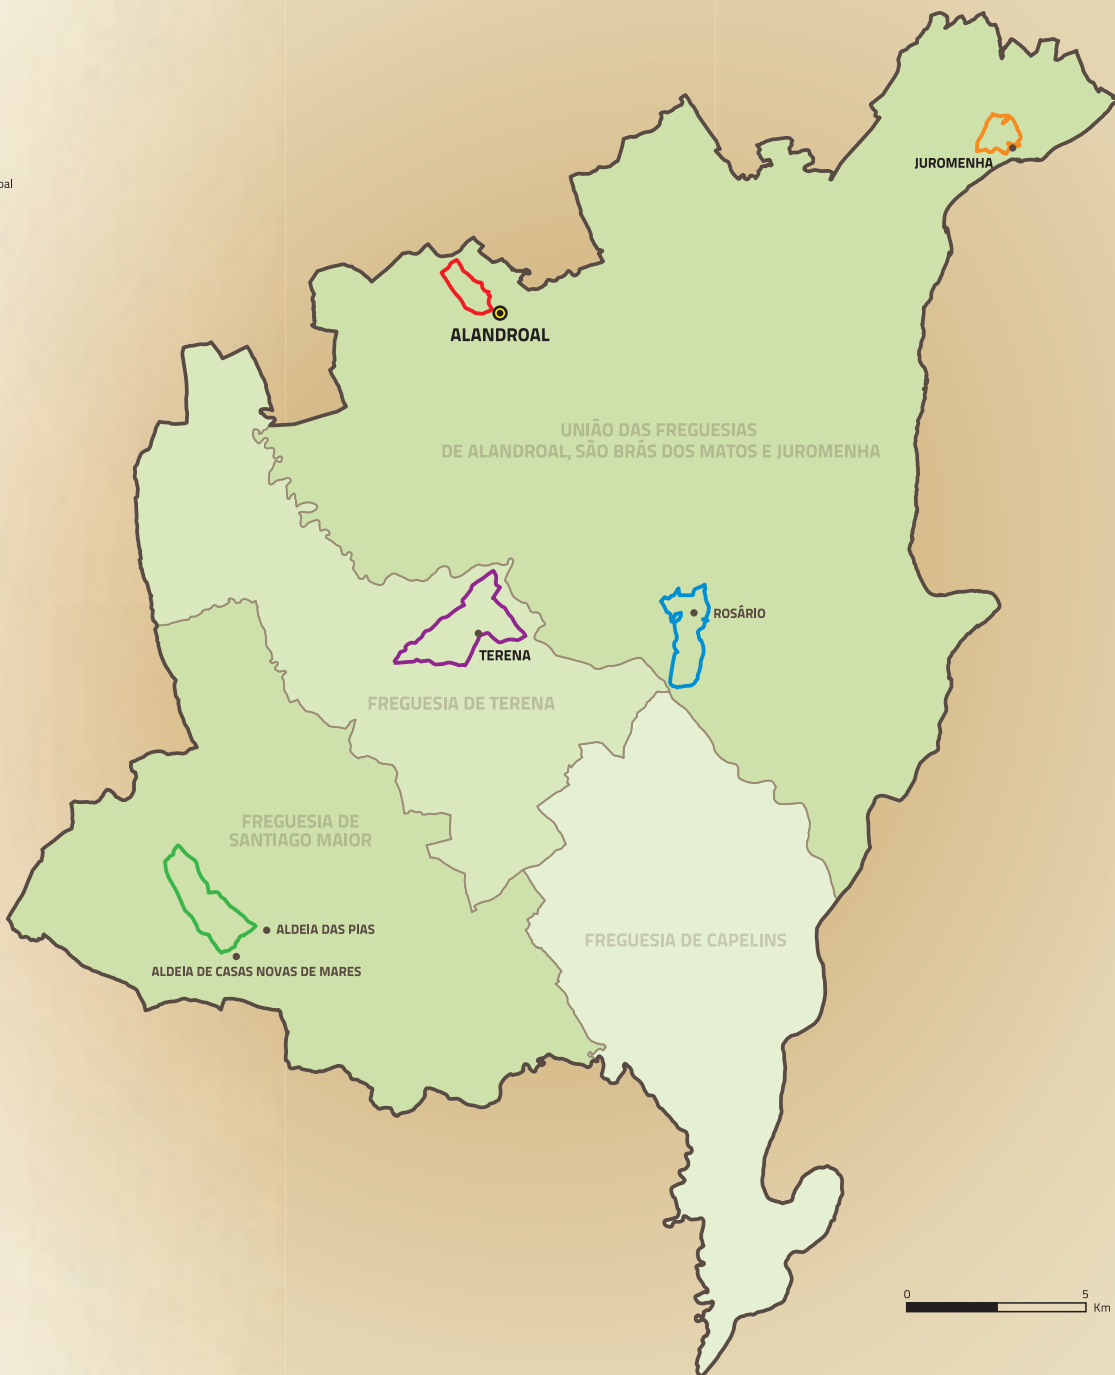 JUROMENHA
ALANDROAL
UNIÃO DAS FREGUESIAS
DE ALANDROAL, SÃO BRÁS DOS MATOS E JUROMENHA
ROSÁRIO
TERENA
FREGUESIA DE TERENA
FREGUESIA DE
SANTIAGO MAIOR
ALDEIA DAS PIAS
FREGUESIA DE CAPELINS
ALDEIA DE CASAS NOVAS DE MARES
0 5
Km